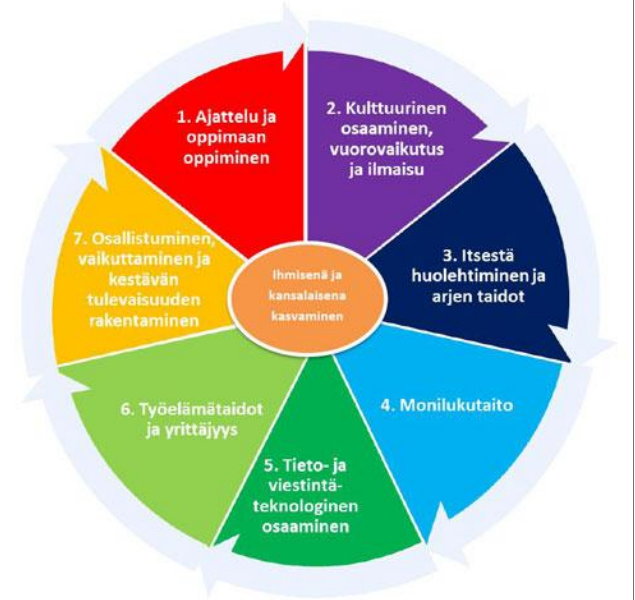 1. Ajattelu ja
oppimaan
oppiminen
2. Kulttuurinen
osaaminen,
vuorovaikutus
ja ilmaisu
3. Itsestä
huolehtiminen ja
arjen taidot
4. Monilukutaito
5. Tieto- ja
viestintä-
teknologinen
osaaminen
6. Työelämätaidot
ja yrittäjyys
7. Osallistuminen,
vaikuttaminen ja
kestävän
tulevaisuuden
rakentaminen
Ihmisenä ja
kansalaisena
kasvaminen